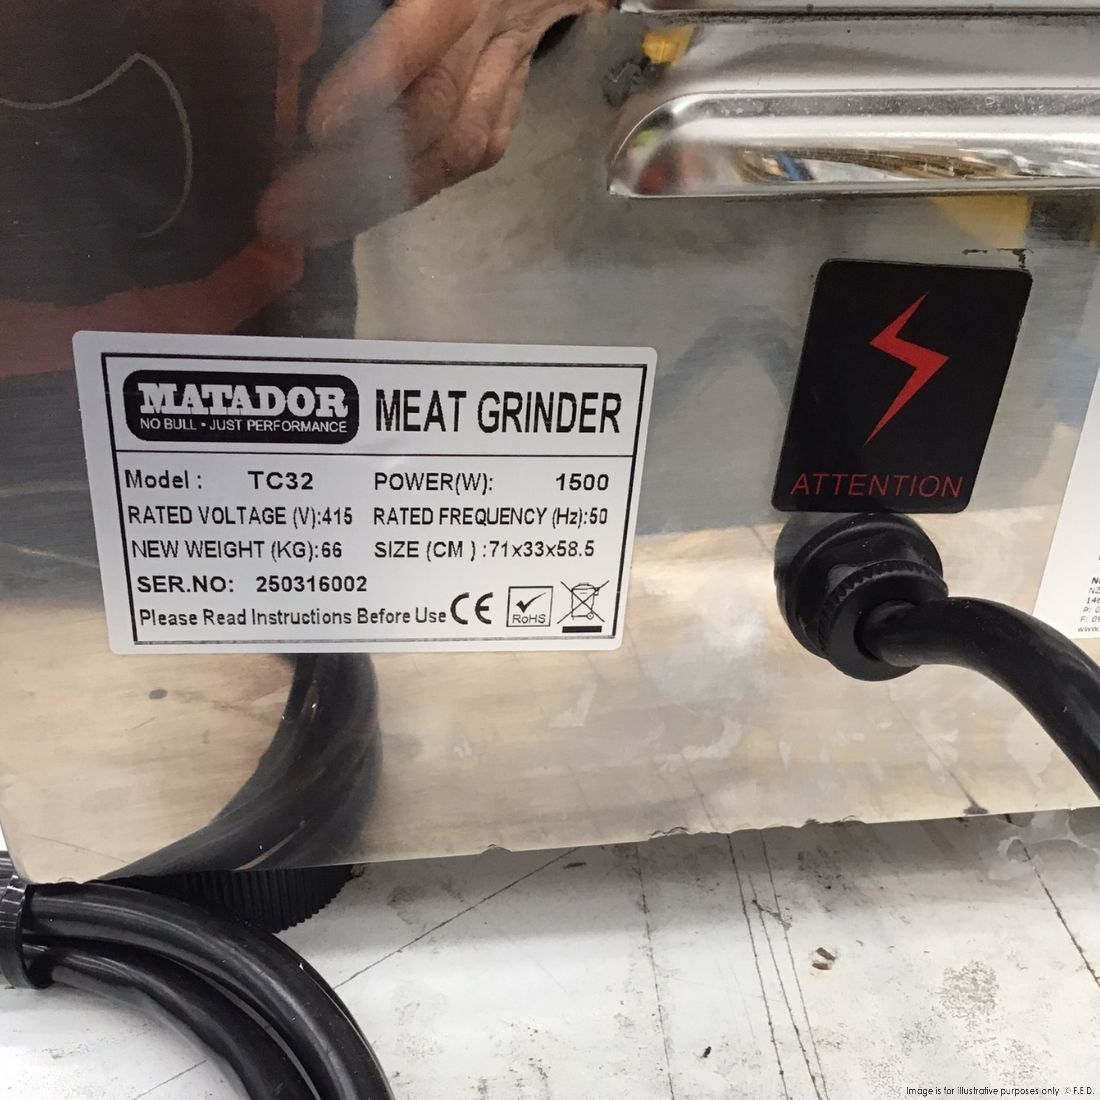 MATADOR
NO BULL • JUST PERFORMANCE
MEAT GRINDER
Model : TC32 POWER(W): 1500
RATED VOLTAGE (V):415 RATED FREQUENCY (Hz):50
NEW WEIGHT (KG):66 SIZE (CM ) :71x33x58.5
SER.NO: 250316002
Please Read Instructions Before Use CE RoHS
ATTENTION
Image is for illustrative purposes only © F.E.D.